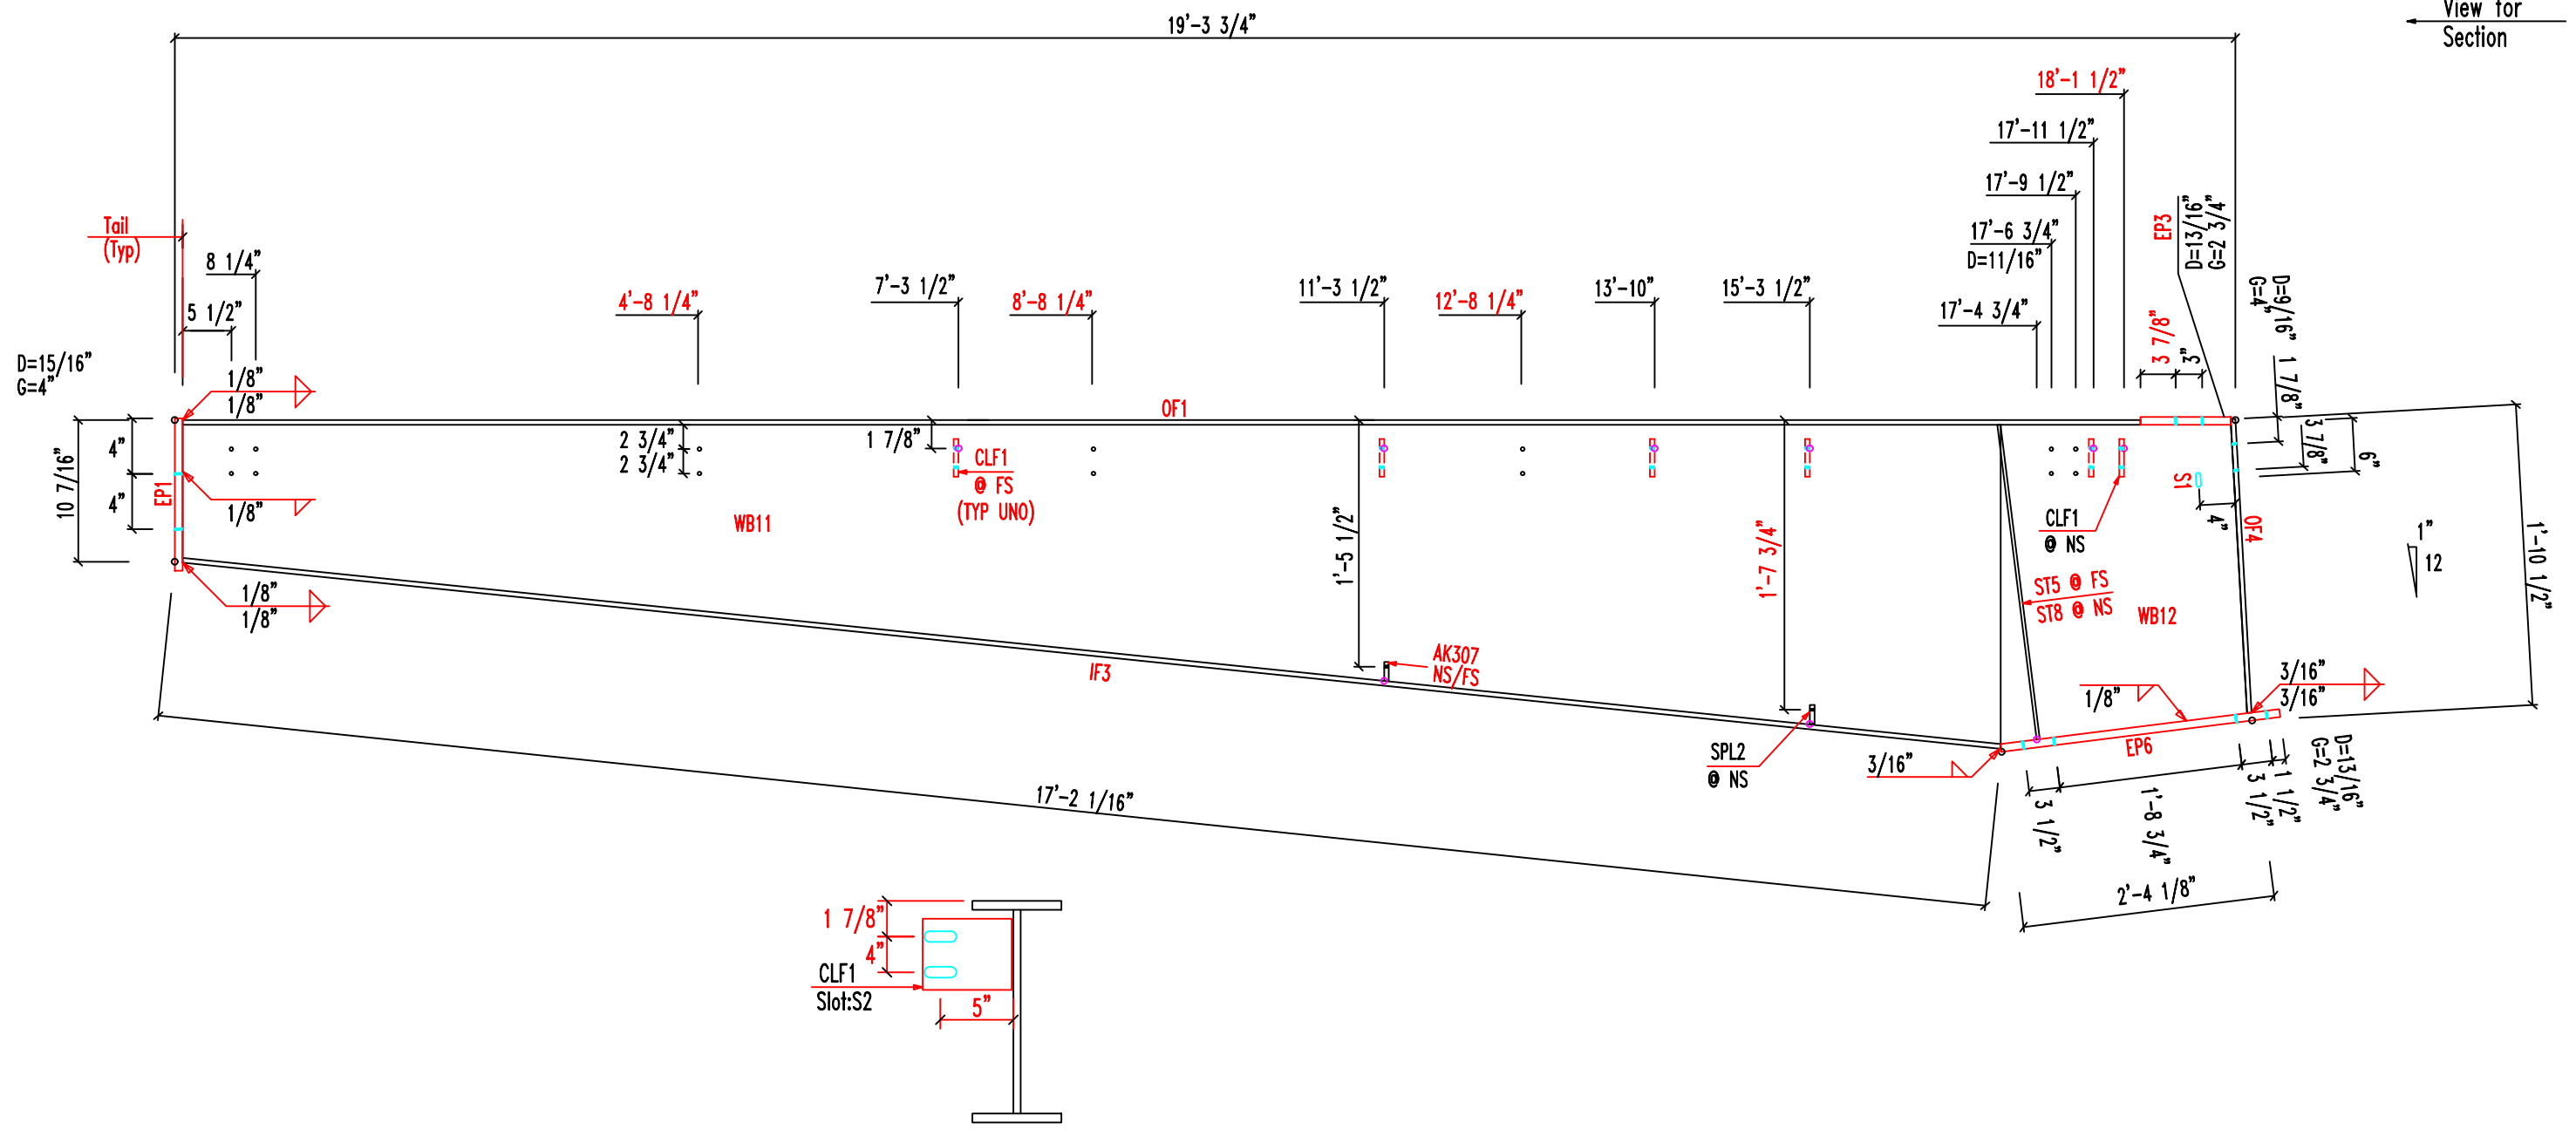 19'-3 3/4"
View for
Section
18'-1 1/2"
17'-11 1/2"
17'-9 1/2"
17'-6 3/4"
D=11/16"
17'-4 3/4"
EP3
D=13/16"
G=2 3/4"
D=9/16"
G=4"
Tail
(Typ)
8 1/4"
5 1/2"
4'-8 1/4"
7'-3 1/2"
8'-8 1/4"
11'-3 1/2"
12'-8 1/4"
13'-10"
15'-3 1/2"
3 7/8"
3"
1 7/8"
3 7/8"
6"
D=15/16"
G=4"
1/8"
1/8"
OF1
4"
4"
10 7/16"
EP1
1/8"
1/8"
1/8"
2 3/4"
2 3/4"
1 7/8"
CLF1
@ FS
(TYP UNO)
WB11
1'-5 1/2"
1'-7 3/4"
CLF1
@ NS
S1
4"
OF4
1'-10 1/2"
1"
12
ST5 @ FS
ST8 @ NS
WB12
IF3
AK307
NS/FS
SPL2
@ NS
3/16"
1/8"
3/16"
3/16"
EP6
D=13/16"
G=2 3/4"
1 1/2"
3 1/2"
1'-8 3/4"
3 1/2"
2'-4 1/8"
17'-2 1/16"
1 7/8"
4"
CLF1
Slot:S2
5"